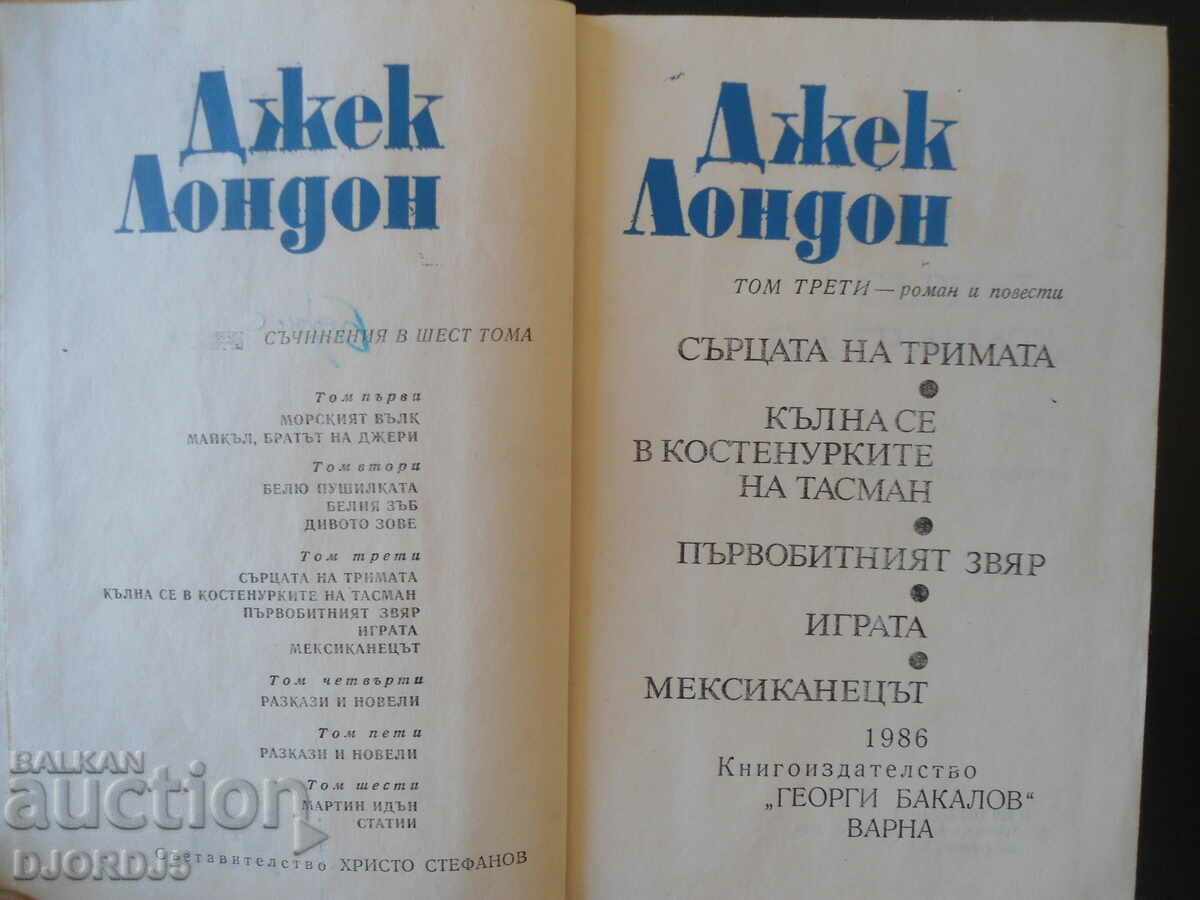 Джек
Лондон
СЪЧИНЕНИЯ В ШЕСТ ТОМА
Том първи
МОРСКИЯТ ВЪЛК
МАЙКЪЛ, БРАТЪТ НА ДЖЕРИ
Том втори
БЕЛЮ ПУШИЛКАТА
БЕЛИЯ ЗЪБ
ДИВОТО ЗОВЕ
Том трети
СЪРЦАТА НА ТРИМАТА
КЪЛНА СЕ В КОСТЕНУРКИТЕ НА ТАСМАН
ПЪРВОБИТНИЯТ ЗВЯР
ИГРАТА
МЕКСИКАНЕЦЪТ
Том четвърти
РАЗКАЗИ И НОВЕЛИ
Том пети
РАЗКАЗИ И НОВЕЛИ
Том шести
МАРТИН ИДЪН
СТАТИИ
Съставителство ХРИСТО СТЕФАНОВ
Джек
Лондон
ТОМ ТРЕТИ — роман и повести
СЪРЦАТА НА ТРИМАТА
КЪЛНА СЕ
В КОСТЕНУРКИТЕ
НА ТАСМАН
ПЪРВОБИТНИЯТ ЗВЯР
ИГРАТА
МЕКСИКАНЕЦЪТ
1986
Книгоиздателство
„ГЕОРГИ БАКАЛОВ“
ВАРНА
BALKAN
auction
DJORDJ5